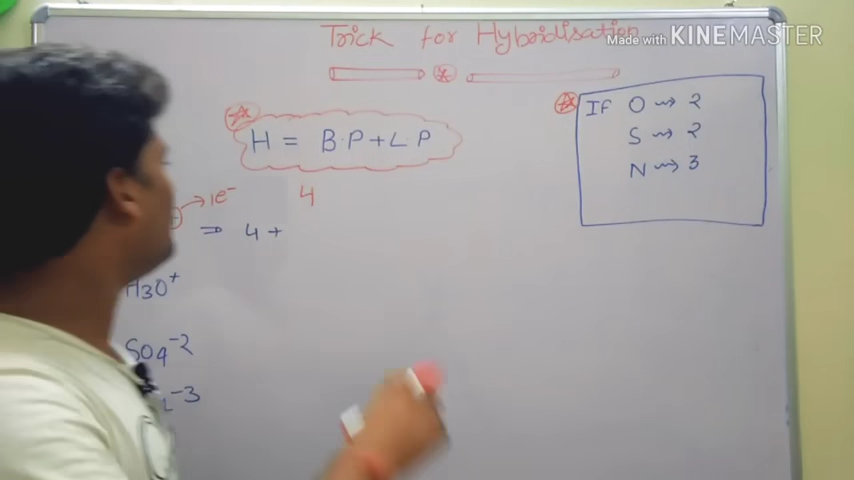 Trick for Hybridisation
Made with KINEMASTER
H = B.P + L P
If O ⇝ 2
S ⇝ 2
N ⇝ 3
+ → 1e⁻
4
⇒ 4 +
H3O⁺
SO4⁻²
⁻³